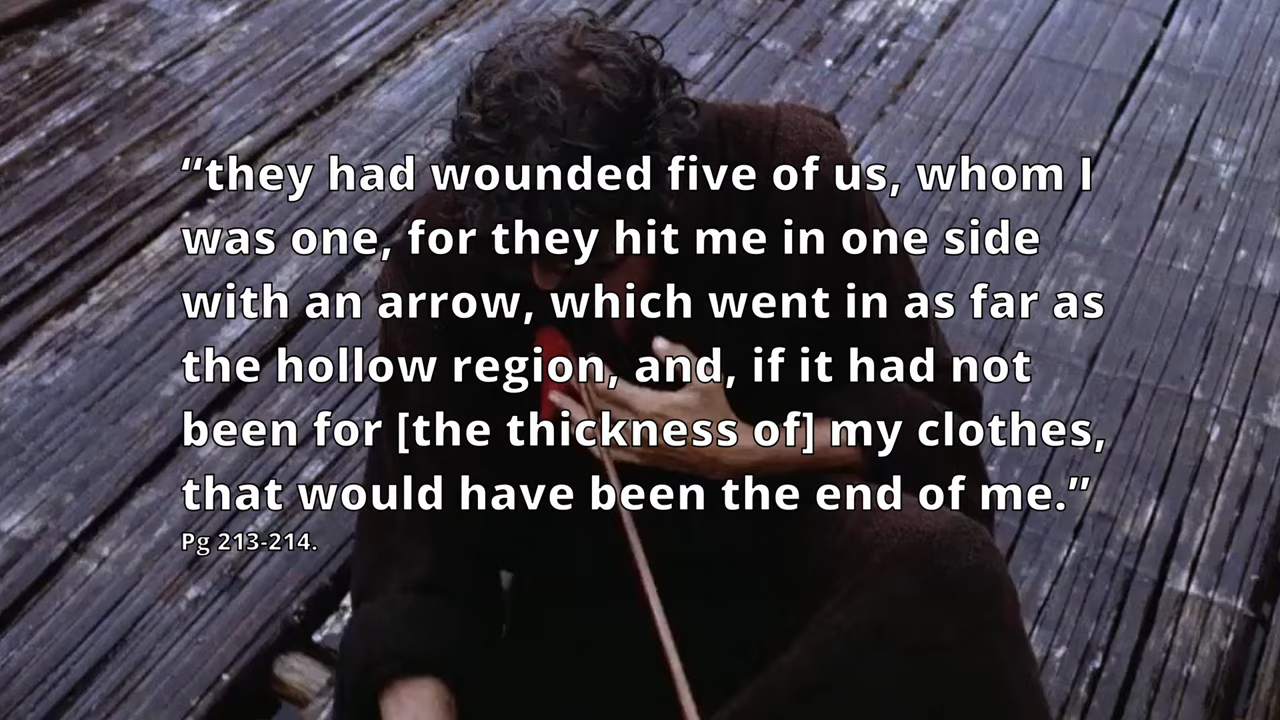 “they had wounded five of us, whom I
was one, for they hit me in one side
with an arrow, which went in as far as
the hollow region, and, if it had not
been for [the thickness of] my clothes,
that would have been the end of me.”
Pg 213-214.